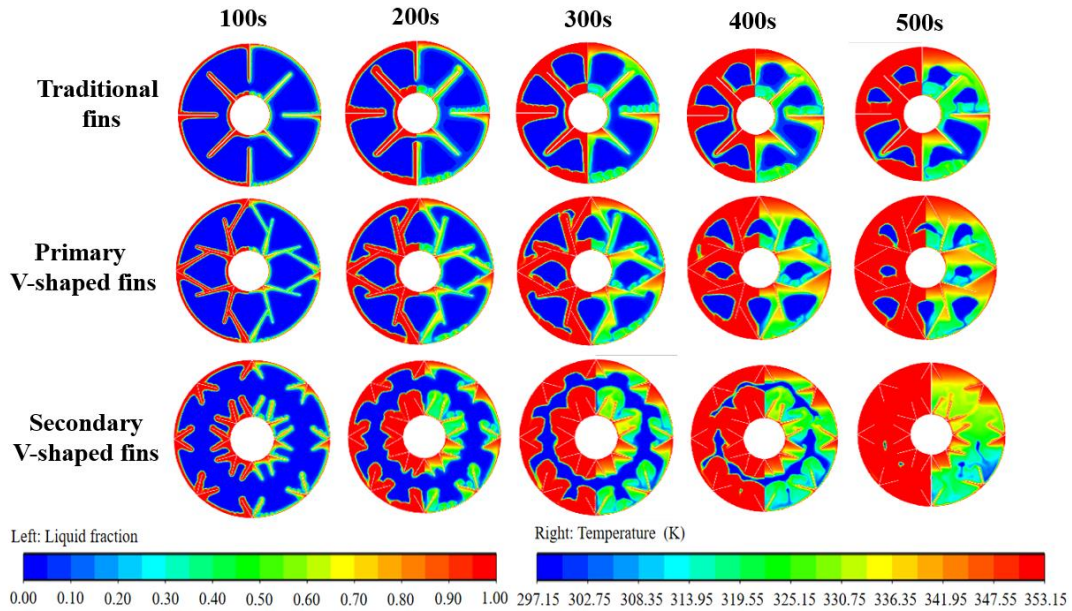 100s 200s 300s 400s 500s
Traditional
fins
Primary
V-shaped fins
Secondary
V-shaped fins
Left: Liquid fraction
Right: Temperature (K)
0.00 0.10 0.20 0.30 0.40 0.50 0.60 0.70 0.80 0.90 1.00
297.15 302.75 308.35 313.95 319.55 325.15 330.75 336.35 341.95 347.55 353.15